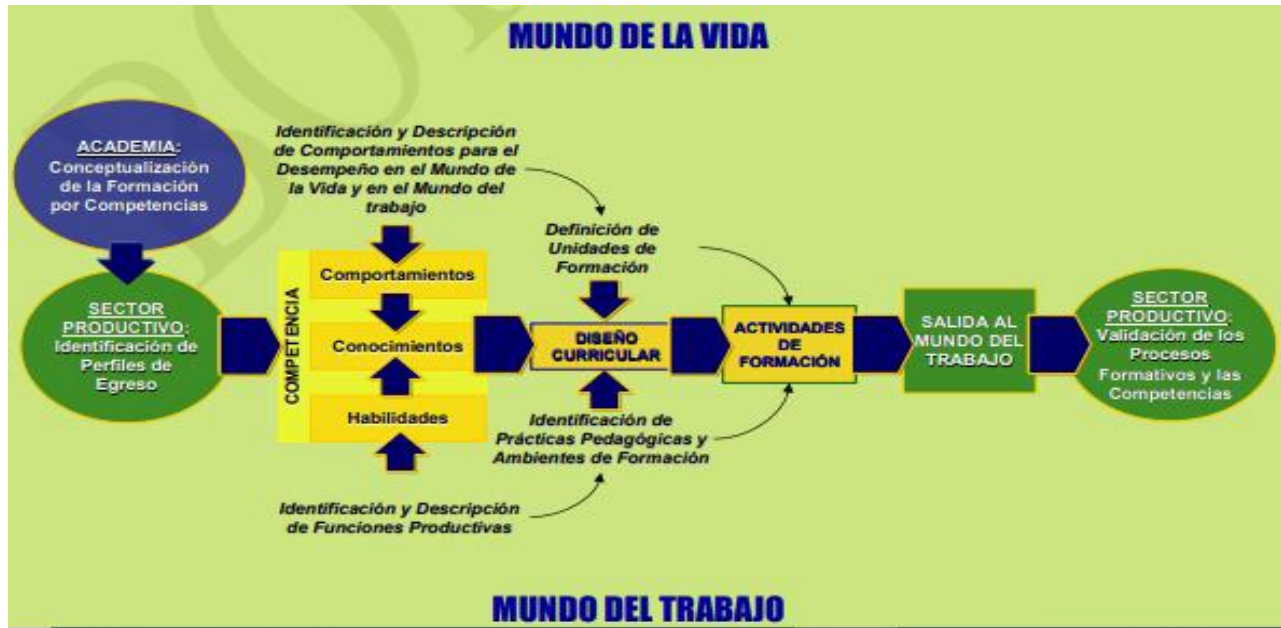 MUNDO DE LA VIDA
ACADEMIA:
Conceptualización
de la Formación
por Competencias
SECTOR
PRODUCTIVO:
Identificación de
Perfiles de
Egreso
Identificación y Descripción
de Comportamientos para el
Desempeño en el Mundo de
la Vida y en el Mundo del
trabajo
COMPETENCIA
Comportamientos
Conocimientos
Habilidades
Identificación y Descripción
de Funciones Productivas
Definición de
Unidades de
Formación
DISEÑO
CURRICULAR
Identificación de
Prácticas Pedagógicas y
Ambientes de Formación
ACTIVIDADES
DE
FORMACIÓN
SALIDA AL
MUNDO DEL
TRABAJO
SECTOR
PRODUCTIVO:
Validación de los
Procesos
Formativos y las
Competencias
MUNDO DEL TRABAJO